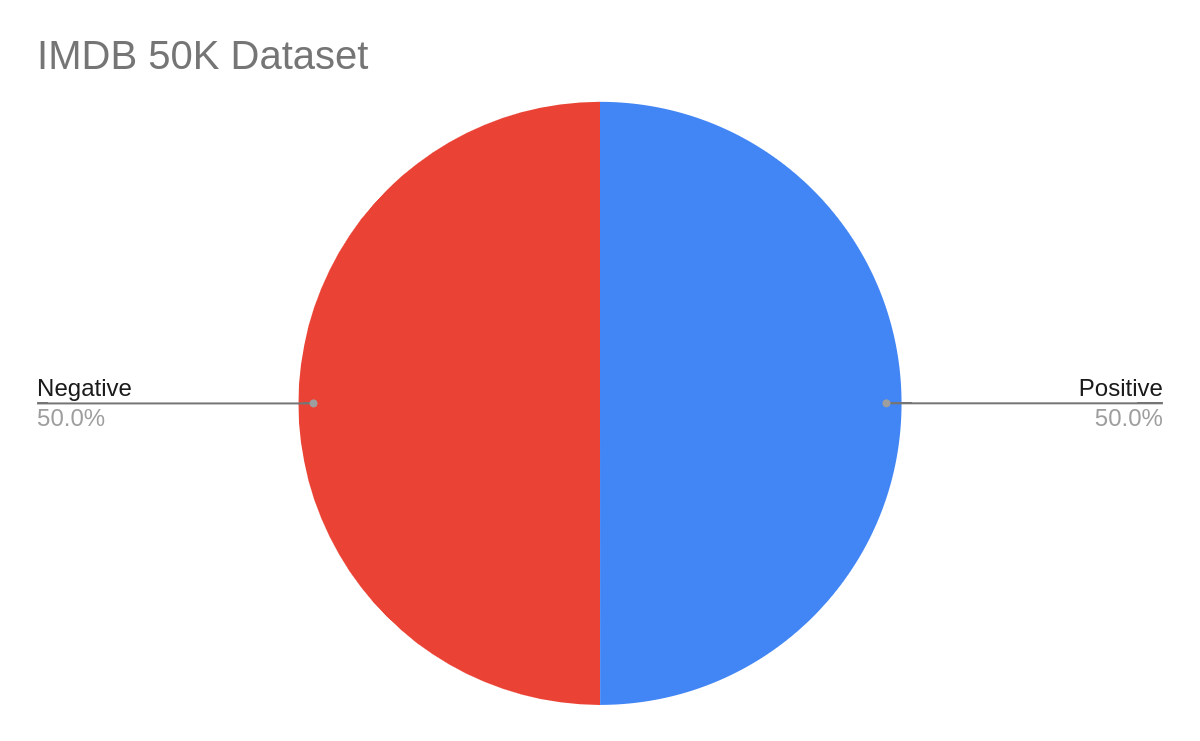 IMDB 50K Dataset
Negative
50.0%
Positive
50.0%